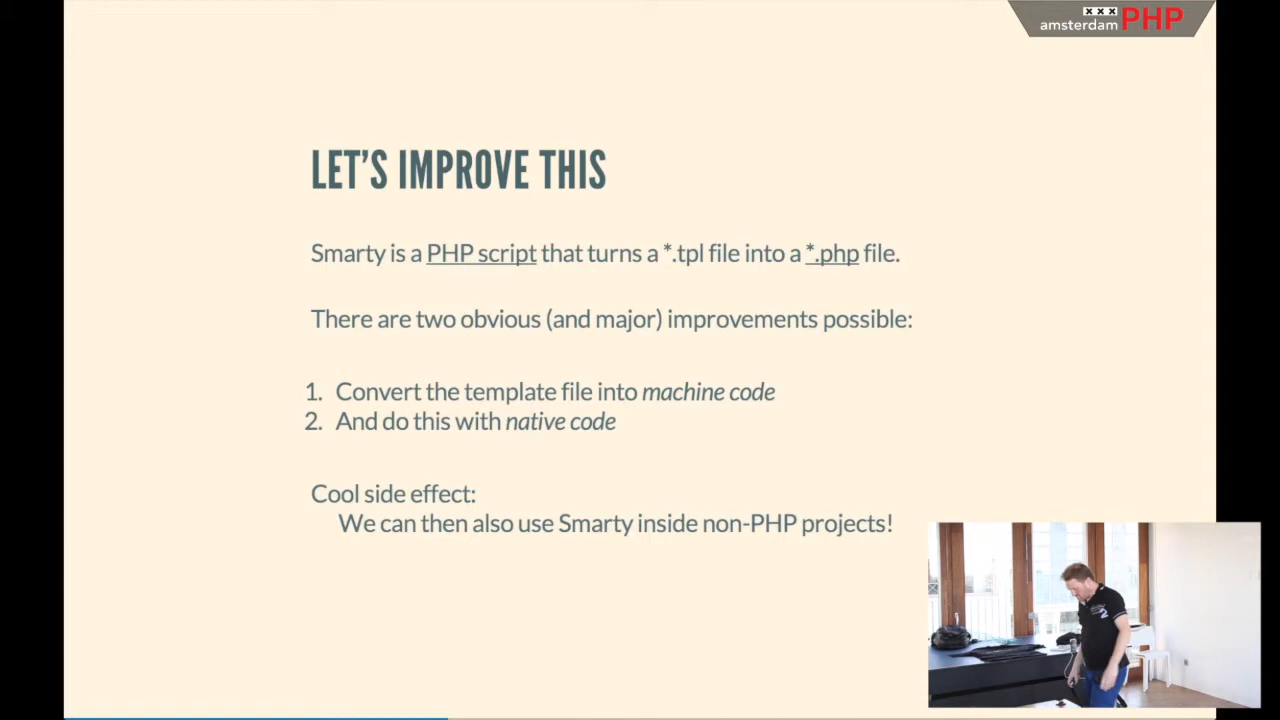 xxx
amsterdamPHP
LET'S IMPROVE THIS
Smarty is a PHP script that turns a *.tpl file into a *.php file.
There are two obvious (and major) improvements possible:
1. Convert the template file into machine code
2. And do this with native code
Cool side effect:
We can then also use Smarty inside non-PHP projects!